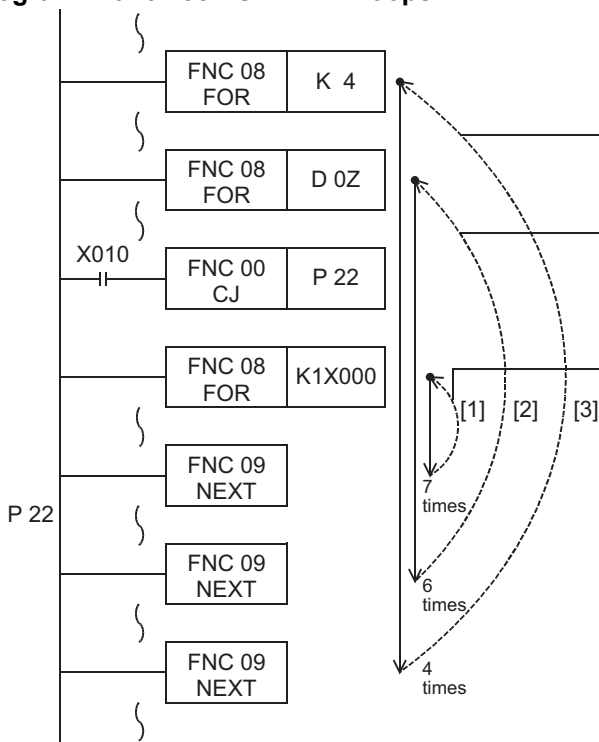 FNC 08
FOR
K 4
FNC 08
FOR
D 0Z
X010
FNC 00
CJ
P 22
FNC 08
FOR
K1X000
[1]
[2]
[3]
FNC 09
NEXT
7
times
P 22
FNC 09
NEXT
6
times
FNC 09
NEXT
4
times